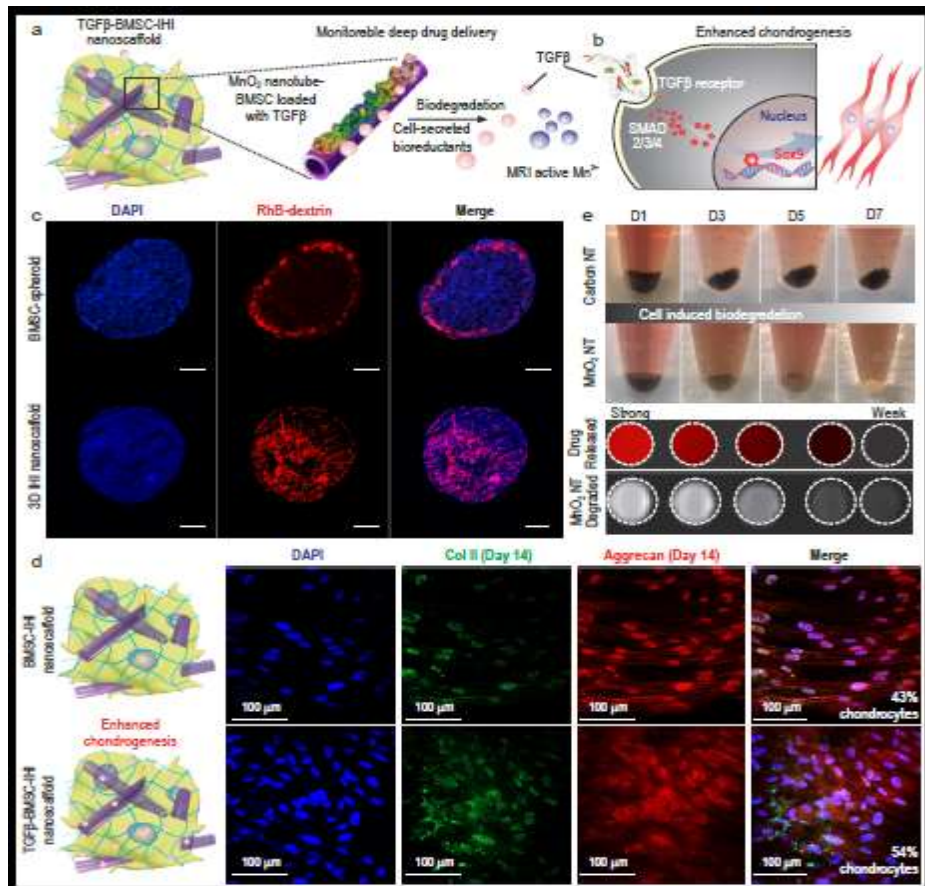 a
TGFβ-BMSC-IHI
nanoscaffold
Monitorable deep drug delivery
MnO₂ nanotube-
BMSC loaded
with TGFβ
Biodegradation
Cell-secreted
bioreductants
TGFβ
MRI active Mn²⁺
b
Enhanced chondrogenesis
TGFβ receptor
SMAD
2/3/4
Nucleus
Sox9
c
DAPI
RhB-dextrin
Merge
BMSC-spheroid
3D IHI nanoscaffold
e
D1
D3
D5
D7
Carbon NT
Cell induced biodegradation
MnO₂ NT
Strong
Weak
Drug
Released
MnO₂ NT
Degraded
d
DAPI
Col II (Day 14)
Aggrecan (Day 14)
Merge
BMSC-IHI
nanoscaffold
100 μm
100 μm
100 μm
100 μm
43%
chondrocytes
Enhanced
chondrogenesis
TGFβ-BMSC-IHI
nanoscaffold
100 μm
100 μm
100 μm
100 μm
54%
chondrocytes